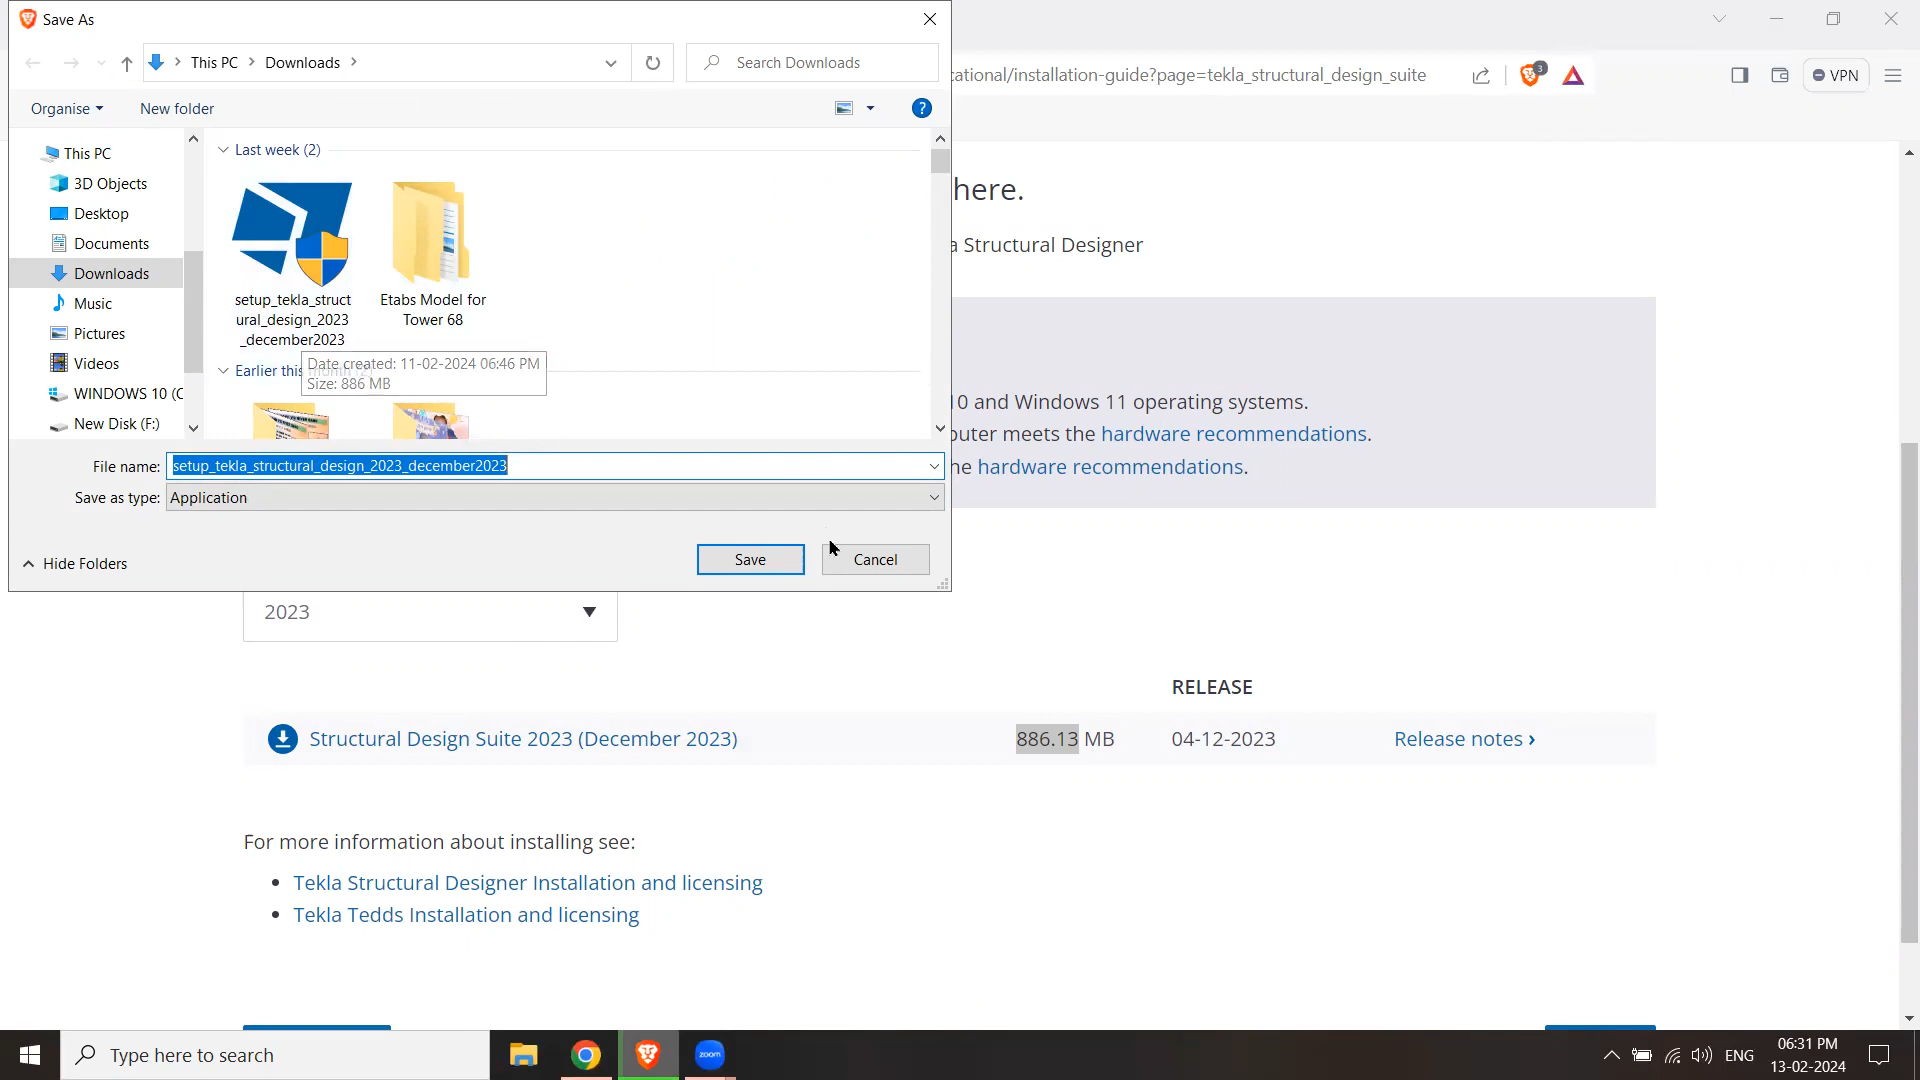 Save As
This PC
Downloads
Search Downloads
ational/installation-guide?page=tekla_structural_design_suite
3
VPN
Organise
New folder
?
This PC
3D Objects
Desktop
Documents
Downloads
Music
Pictures
Videos
WINDOWS 10 (C
New Disk (F:)
Last week (2)
setup_tekla_struct
ural_design_2023
_december2023
Etabs Model for
Tower 68
Date created: 11-02-2024 06:46 PM
Size: 886 MB
Earlier this
File name:
setup_tekla_structural_design_2023_december2023
Save as type:
Application
Hide Folders
Save
Cancel
here.
a Structural Designer
10 and Windows 11 operating systems.
puter meets the hardware recommendations.
he hardware recommendations.
2023
RELEASE
Structural Design Suite 2023 (December 2023)
886.13 MB
04-12-2023
Release notes ›
For more information about installing see:
• Tekla Structural Designer Installation and licensing
• Tekla Tedds Installation and licensing
Type here to search
zoom
ENG
06:31 PM
13-02-2024